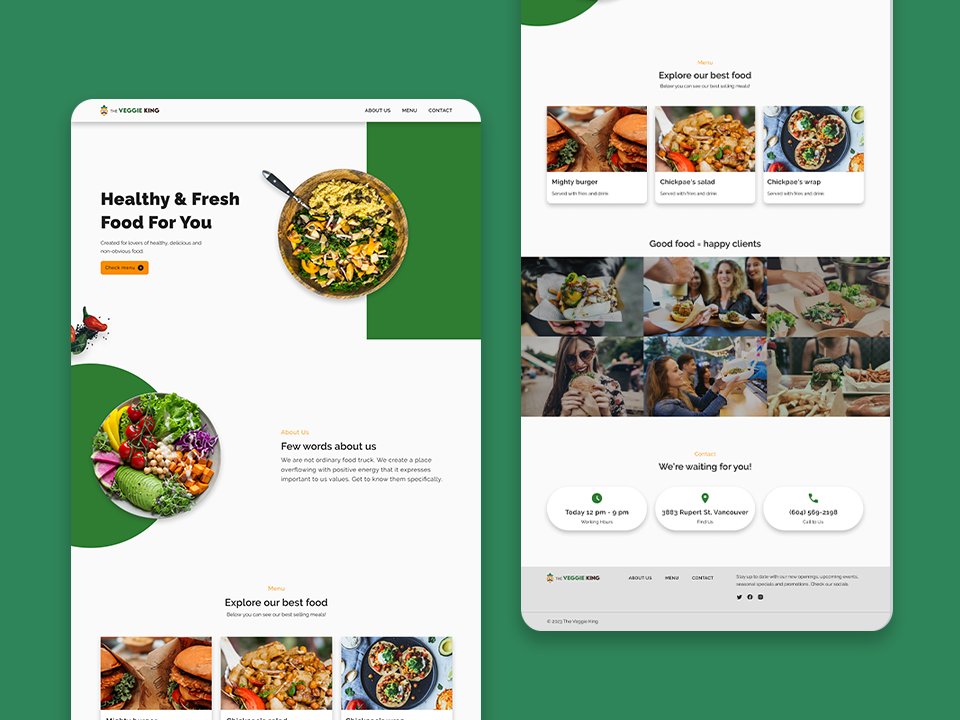 THE VEGGIE KING
ABOUT US
MENU
CONTACT
Healthy & Fresh
Food For You
Created for lovers of healthy, delicious and
non-obvious food.
Check menu
About Us
Few words about us
We are not ordinary food truck. We create a place
overflowing with positive energy that it expresses
important to us values. Get to know them specifically.
Menu
Explore our best food
Below you can see our best selling meals!
Mighty burger
Chickpae's salad
Chickpae's wrap
Menu
Explore our best food
Below you can see our best selling meals!
Mighty burger
Served with fries and drink
Chickpae's salad
Served with fries and drink
Chickpae's wrap
Served with fries and drink
Good food = happy clients
Contact
We're waiting for you!
Today 12 pm - 9 pm
Working Hours
3883 Rupert St, Vancouver
Find Us
(604) 569-2198
Call to Us
THE VEGGIE KING
ABOUT US
MENU
CONTACT
Stay up to date with our new openings, upcoming events,
seasonal specials and promotions. Check our socials.
© 2023 The Veggie King